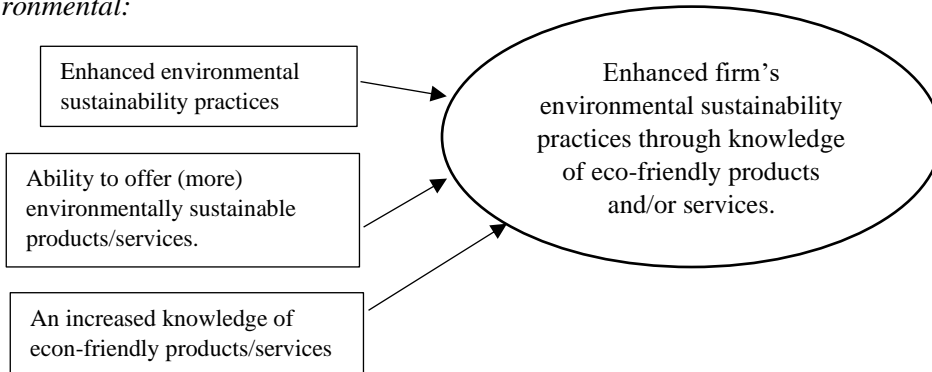 ronmental:
Enhanced environmental
sustainability practices
Ability to offer (more)
environmentally sustainable
products/services.
An increased knowledge of
econ-friendly products/services
Enhanced firm's
environmental sustainability
practices through knowledge
of eco-friendly products
and/or services.